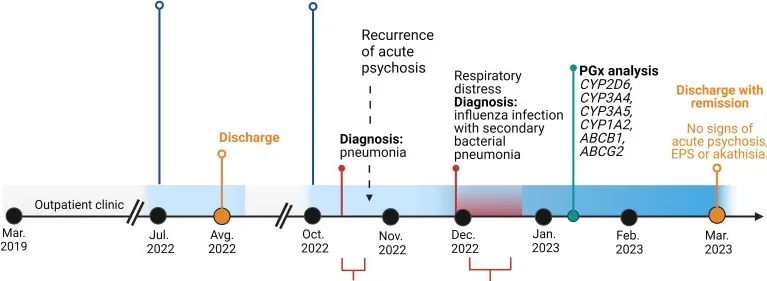 Recurrence
of acute
psychosis
Discharge
Diagnosis:
pneumonia
Respiratory
distress
Diagnosis:
influenza infection
with secondary
bacterial
pneumonia
PGx analysis
CYP2D6,
CYP3A4,
CYP3A5,
CYP1A2,
ABCB1,
ABCG2
Discharge with
remission
No signs of
acute psychosis,
EPS or akathisia.
Outpatient clinic
Mar.
2019
Jul.
2022
Avg.
2022
Oct.
2022
Nov.
2022
Dec.
2022
Jan.
2023
Feb.
2023
Mar.
2023